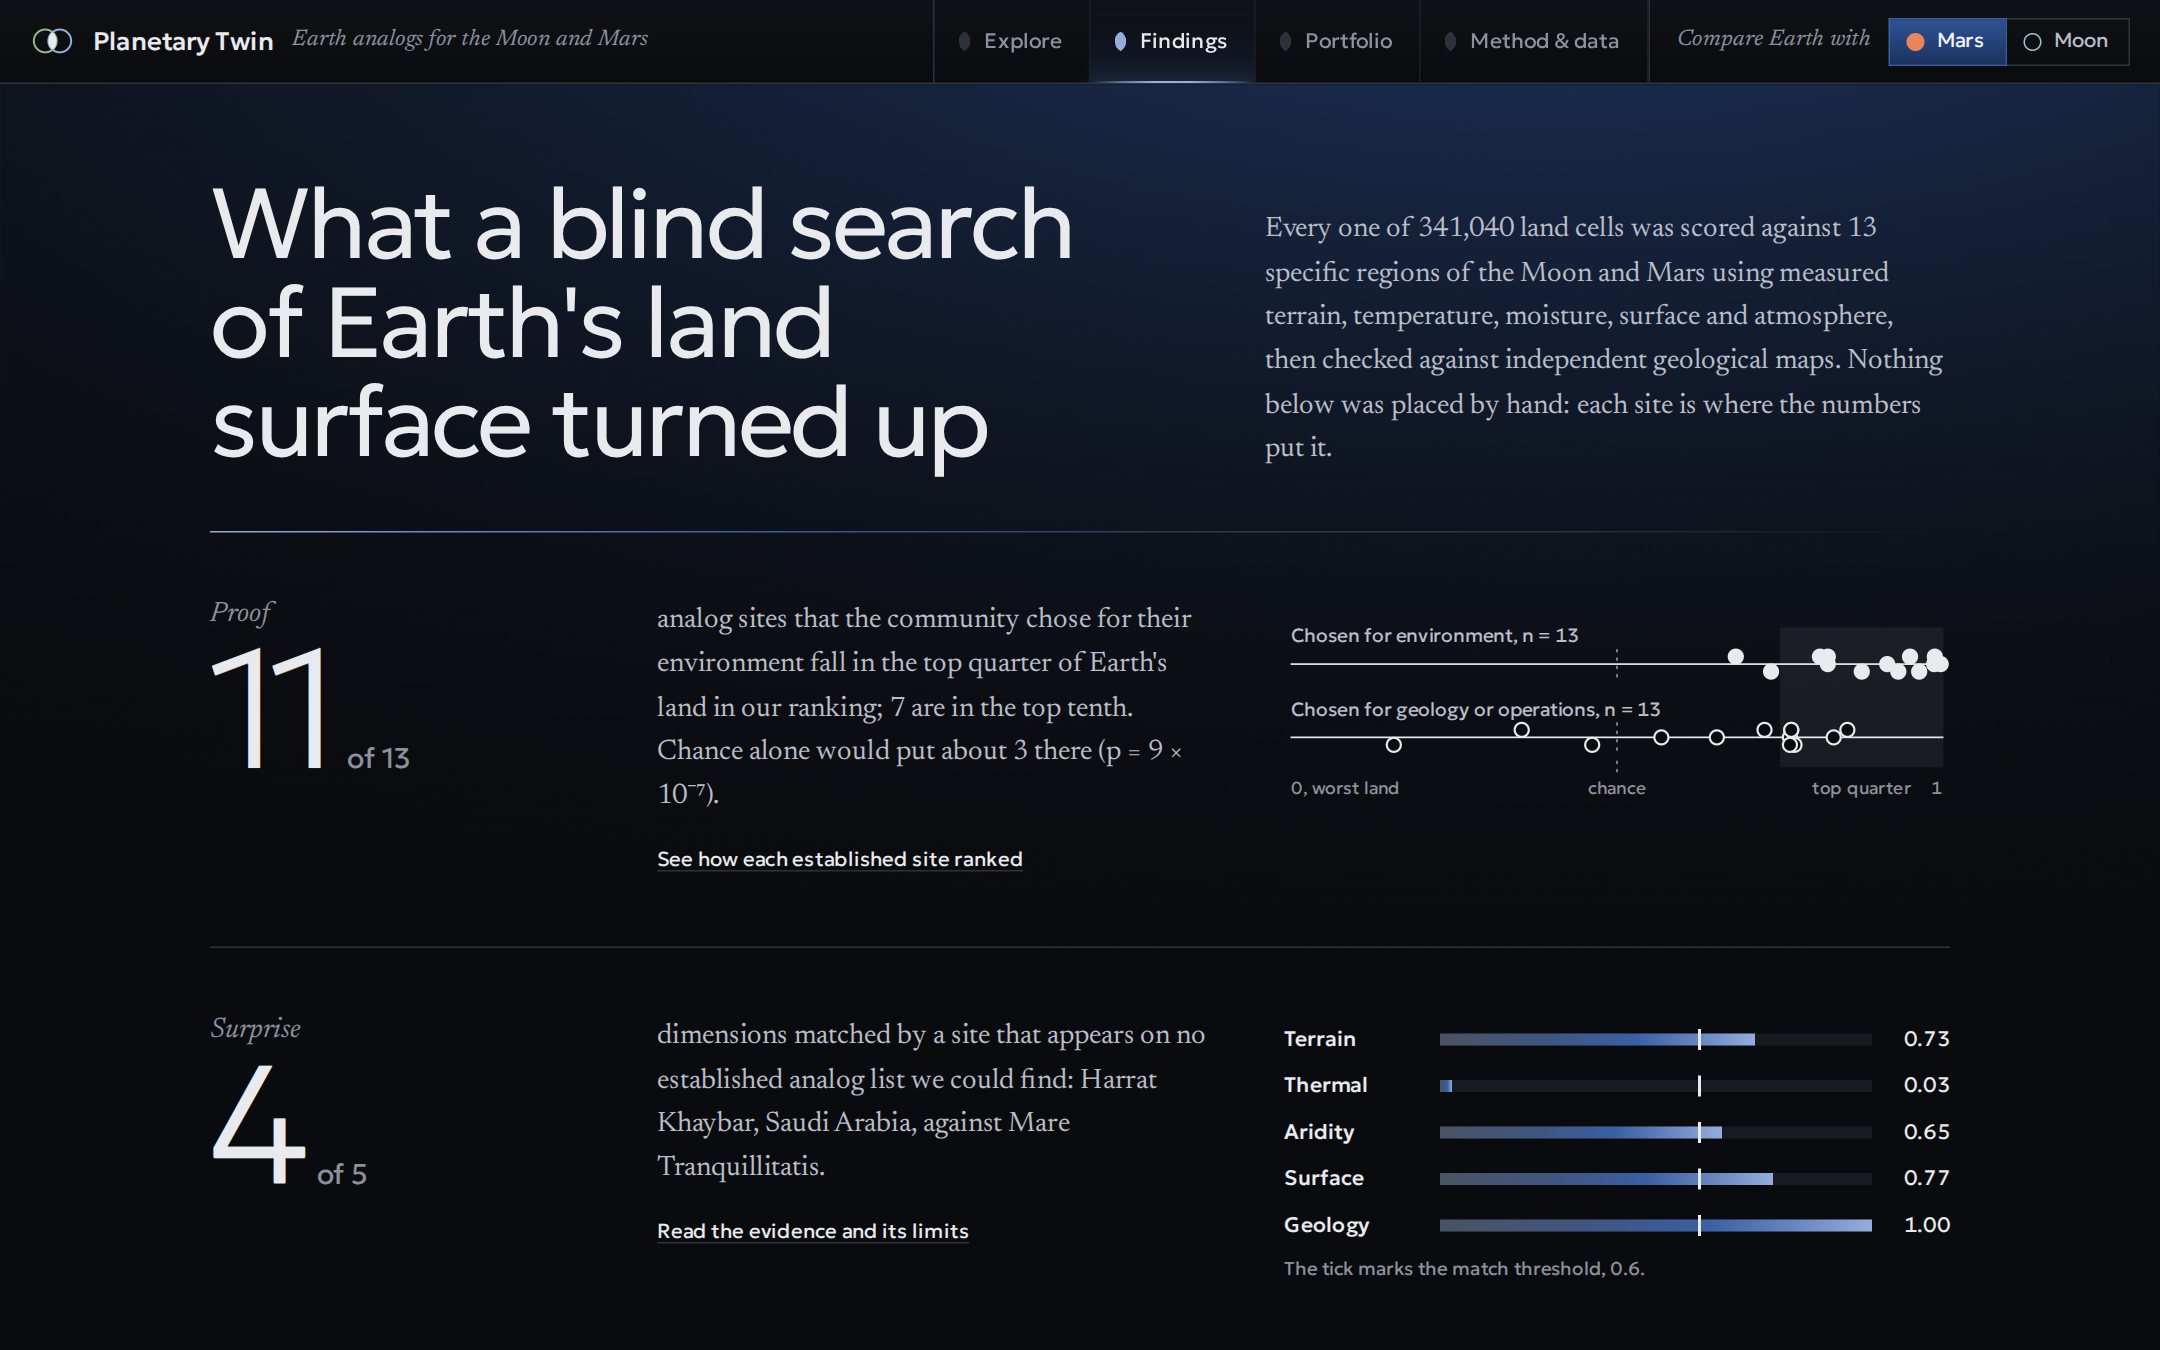 Planetary Twin Earth analogs for the Moon and Mars Explore Findings Portfolio Method & data Compare Earth with Mars Moon
What a blind search
of Earth's land
surface turned up
Every one of 341,040 land cells was scored against 13
specific regions of the Moon and Mars using measured
terrain, temperature, moisture, surface and atmosphere,
then checked against independent geological maps. Nothing
below was placed by hand: each site is where the numbers
put it.
Proof
11 of 13
analog sites that the community chose for their
environment fall in the top quarter of Earth's
land in our ranking; 7 are in the top tenth.
Chance alone would put about 3 there (p = 9 ×
10⁻⁷).
See how each established site ranked
Chosen for environment, n = 13
Chosen for geology or operations, n = 13
0, worst land chance top quarter 1
Surprise
4 of 5
dimensions matched by a site that appears on no
established analog list we could find: Harrat
Khaybar, Saudi Arabia, against Mare
Tranquillitatis.
Read the evidence and its limits
Terrain 0.73
Thermal 0.03
Aridity 0.65
Surface 0.77
Geology 1.00
The tick marks the match threshold, 0.6.